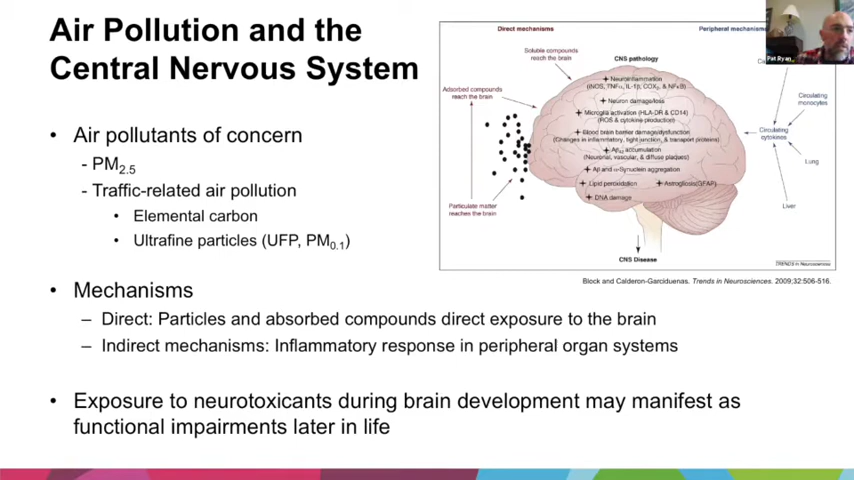 Air Pollution and the
Central Nervous System
• Air pollutants of concern
- PM2.5
- Traffic-related air pollution
• Elemental carbon
• Ultrafine particles (UFP, PM0.1)
• Mechanisms
– Direct: Particles and absorbed compounds direct exposure to the brain
– Indirect mechanisms: Inflammatory response in peripheral organ systems
• Exposure to neurotoxicants during brain development may manifest as
functional impairments later in life
Direct mechanisms
Peripheral mechanisms
Soluble compounds
reach the brain
CNS pathology
Adsorbed compounds
reach the brain
Neuroinflammation
(iNOS, TNFα, IL-1β, COX2, & NFκB)
Neuron damage/loss
Microglia activation (HLA-DR & CD14)
(ROS & cytokine production)
Blood brain barrier damage/dysfunction
(Changes in inflammatory, tight junction, & transport proteins)
Aβ42 accumulation
(Neuronal, vascular, & diffuse plaques)
Aβ and α-Synuclein aggregation
Lipid peroxidation
Astrogliosis(GFAP)
DNA damage
Particulate matter
reaches the brain
Circulating
monocytes
Circulating
cytokines
Lung
Liver
CNS Disease
TRENDS in Neurosciences
Block and Calderon-Garciduenas. Trends in Neurosciences. 2009;32:506-516.
Pat Ryan